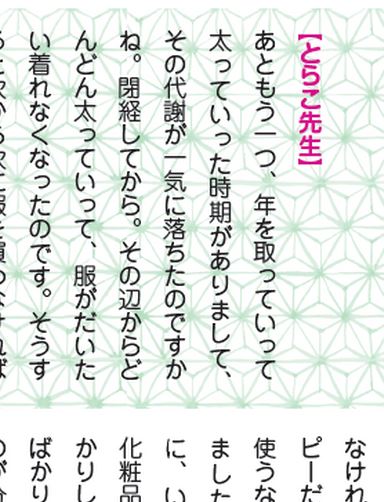 【とらこ先生】
あともう一つ、年を取っていって
太っていった時期がありまして、
その代謝が一気に落ちたのですか
ね。閉経してから。その辺からど
んどん太っていって、服がだいた
い着れなくなったのです。そうす
なけれ
ピーだ
使うな
ました
に、い
化粧品
かりし
ばかり